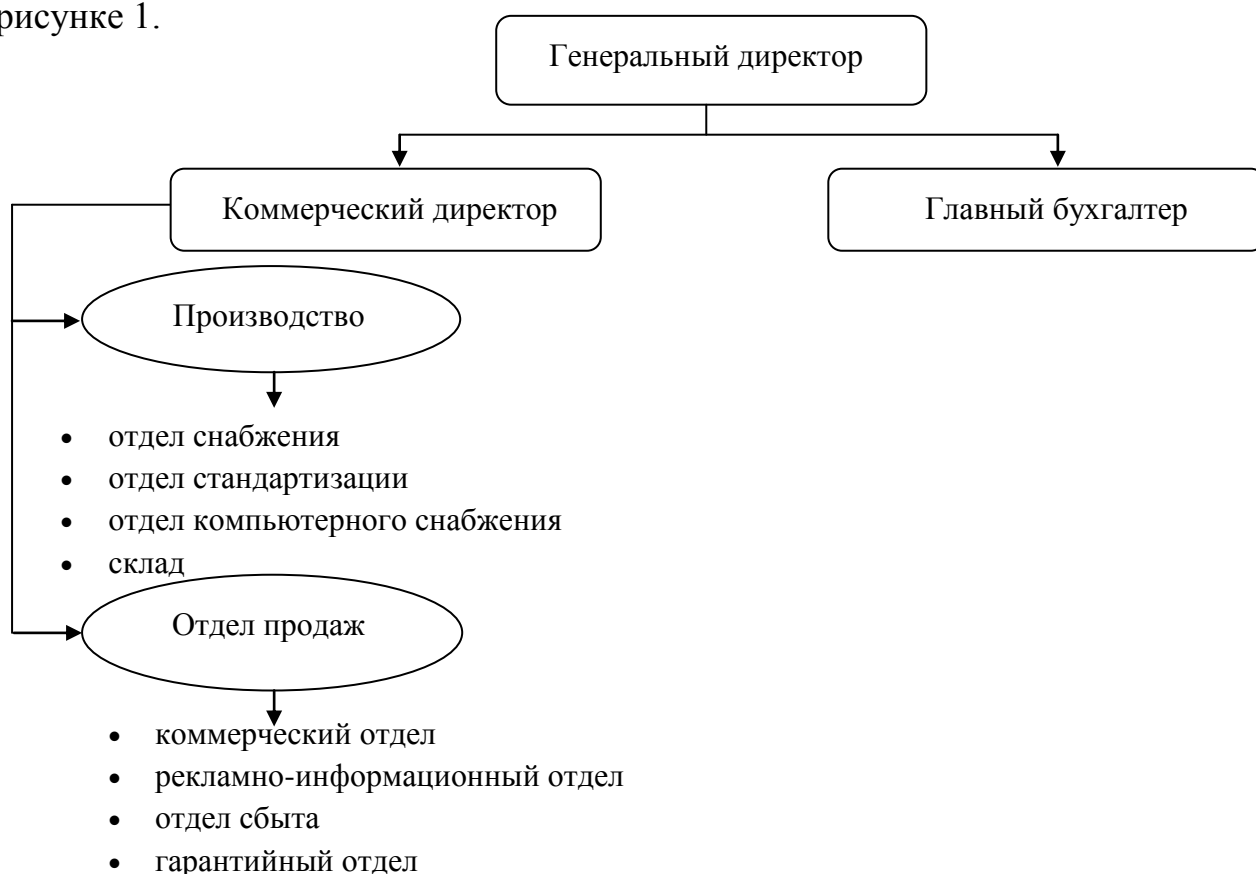 рисунке 1.
Генеральный директор
Коммерческий директор
Главный бухгалтер
Производство
• отдел снабжения
• отдел стандартизации
• отдел компьютерного снабжения
• склад
Отдел продаж
• коммерческий отдел
• рекламно-информационный отдел
• отдел сбыта
• гарантийный отдел